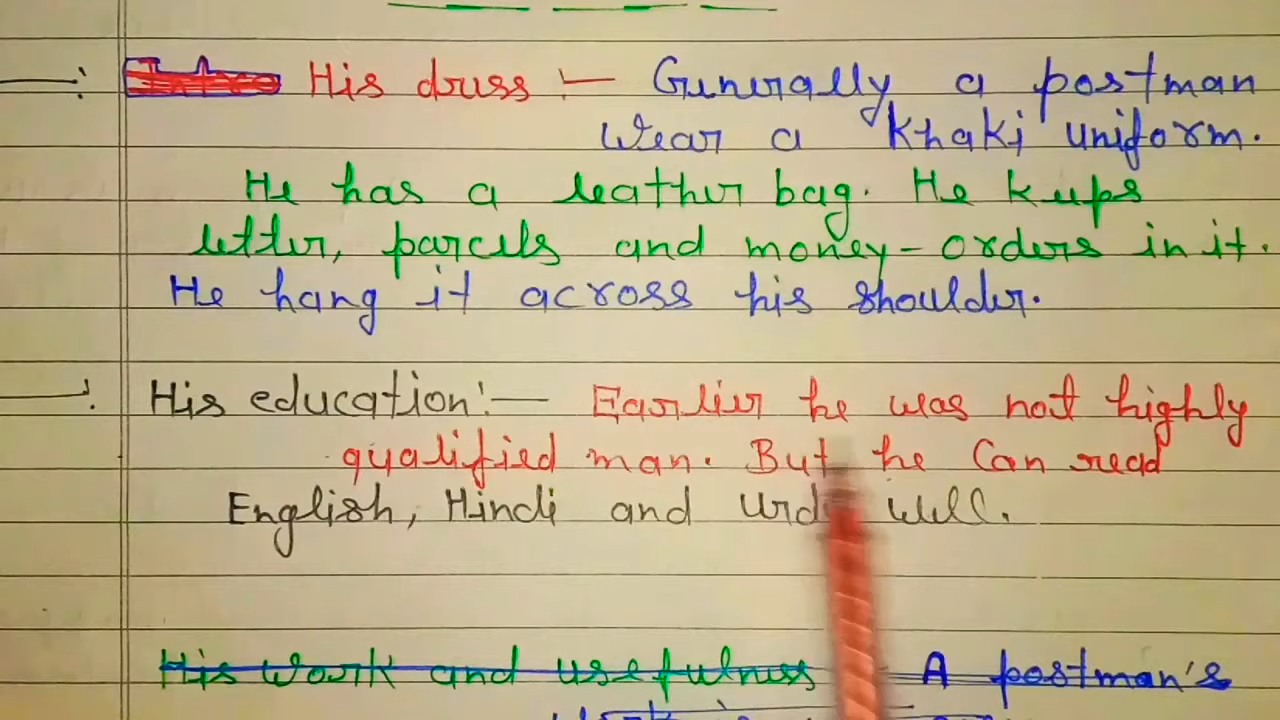 His dress :— Generally a postman
wear a Khaki uniform.
He has a leather bag. He keeps
letter, parcels and money-orders in it.
He hang it across his shoulder.
His education :— Earlier he was not highly
qualified man. But he can read
English, Hindi and Urdu well.
His work and usefulness A postman's